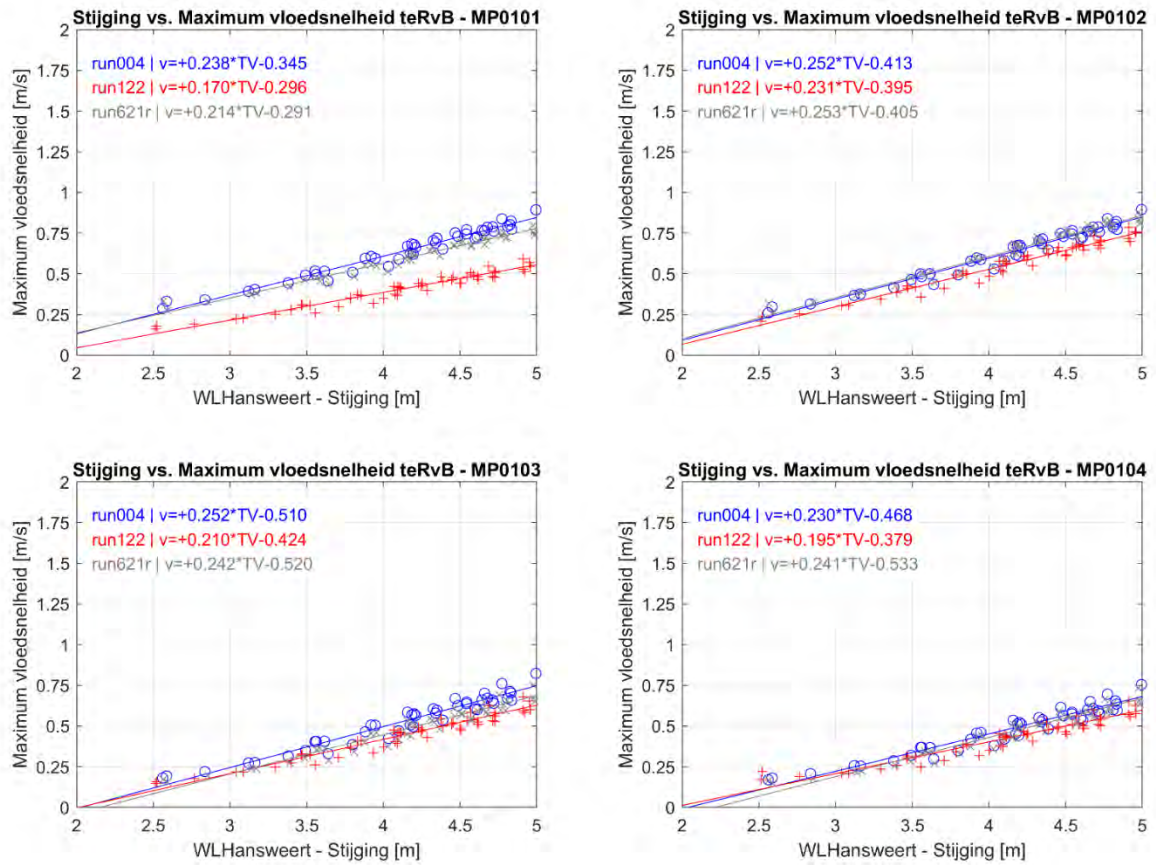 Stijging vs. Maximum vloedsnelheid teRvB - MP0101
2
1.75
1.5
1.25
1
0.75
0.5
0.25
0
Maximum vloedsnelheid [m/s]
run004 | v=+0.238*TV-0.345
run122 | v=+0.170*TV-0.296
run621r | v=+0.214*TV-0.291
2 2.5 3 3.5 4 4.5 5
WLHansweert - Stijging [m]
Stijging vs. Maximum vloedsnelheid teRvB - MP0102
2
1.75
1.5
1.25
1
0.75
0.5
0.25
0
Maximum vloedsnelheid [m/s]
run004 | v=+0.252*TV-0.413
run122 | v=+0.231*TV-0.395
run621r | v=+0.253*TV-0.405
2 2.5 3 3.5 4 4.5 5
WLHansweert - Stijging [m]
Stijging vs. Maximum vloedsnelheid teRvB - MP0103
2
1.75
1.5
1.25
1
0.75
0.5
0.25
0
Maximum vloedsnelheid [m/s]
run004 | v=+0.252*TV-0.510
run122 | v=+0.210*TV-0.424
run621r | v=+0.242*TV-0.520
2 2.5 3 3.5 4 4.5 5
WLHansweert - Stijging [m]
Stijging vs. Maximum vloedsnelheid teRvB - MP0104
2
1.75
1.5
1.25
1
0.75
0.5
0.25
0
Maximum vloedsnelheid [m/s]
run004 | v=+0.230*TV-0.468
run122 | v=+0.195*TV-0.379
run621r | v=+0.241*TV-0.533
2 2.5 3 3.5 4 4.5 5
WLHansweert - Stijging [m]